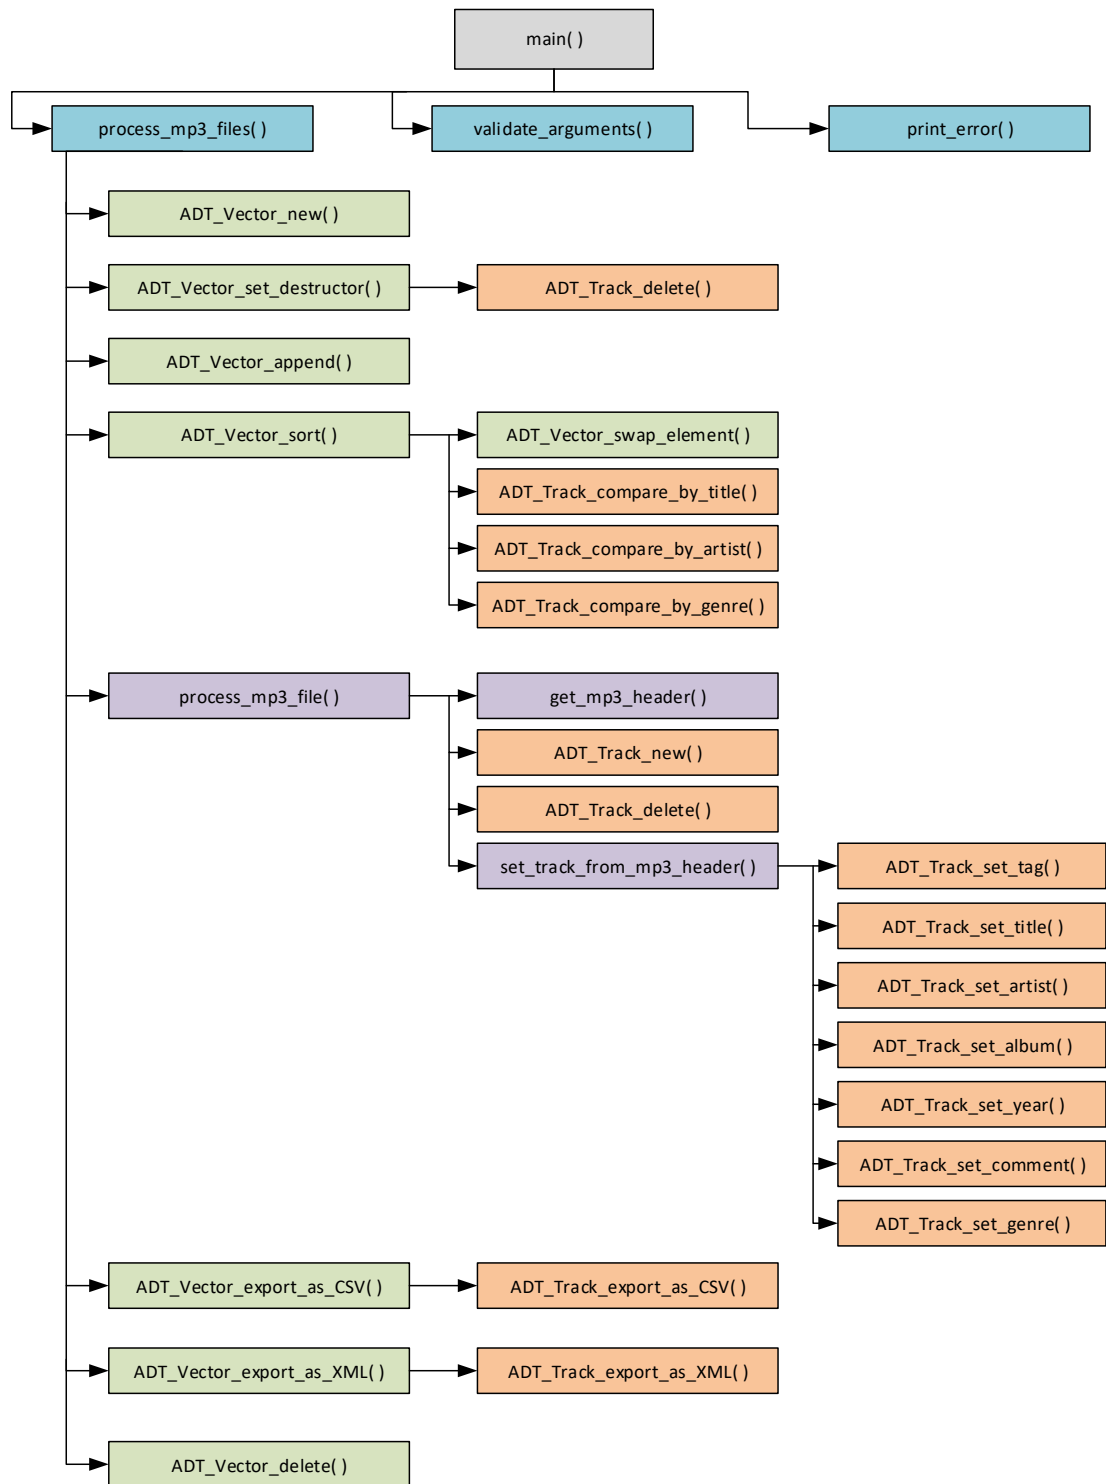 main( )
process_mp3_files( )
validate_arguments( )
print_error( )
ADT_Vector_new( )
ADT_Vector_set_destructor( )
ADT_Track_delete( )
ADT_Vector_append( )
ADT_Vector_sort( )
ADT_Vector_swap_element( )
ADT_Track_compare_by_title( )
ADT_Track_compare_by_artist( )
ADT_Track_compare_by_genre( )
process_mp3_file( )
get_mp3_header( )
ADT_Track_new( )
ADT_Track_delete( )
set_track_from_mp3_header( )
ADT_Track_set_tag( )
ADT_Track_set_title( )
ADT_Track_set_artist( )
ADT_Track_set_album( )
ADT_Track_set_year( )
ADT_Track_set_comment( )
ADT_Track_set_genre( )
ADT_Vector_export_as_CSV( )
ADT_Track_export_as_CSV( )
ADT_Vector_export_as_XML( )
ADT_Track_export_as_XML( )
ADT_Vector_delete( )